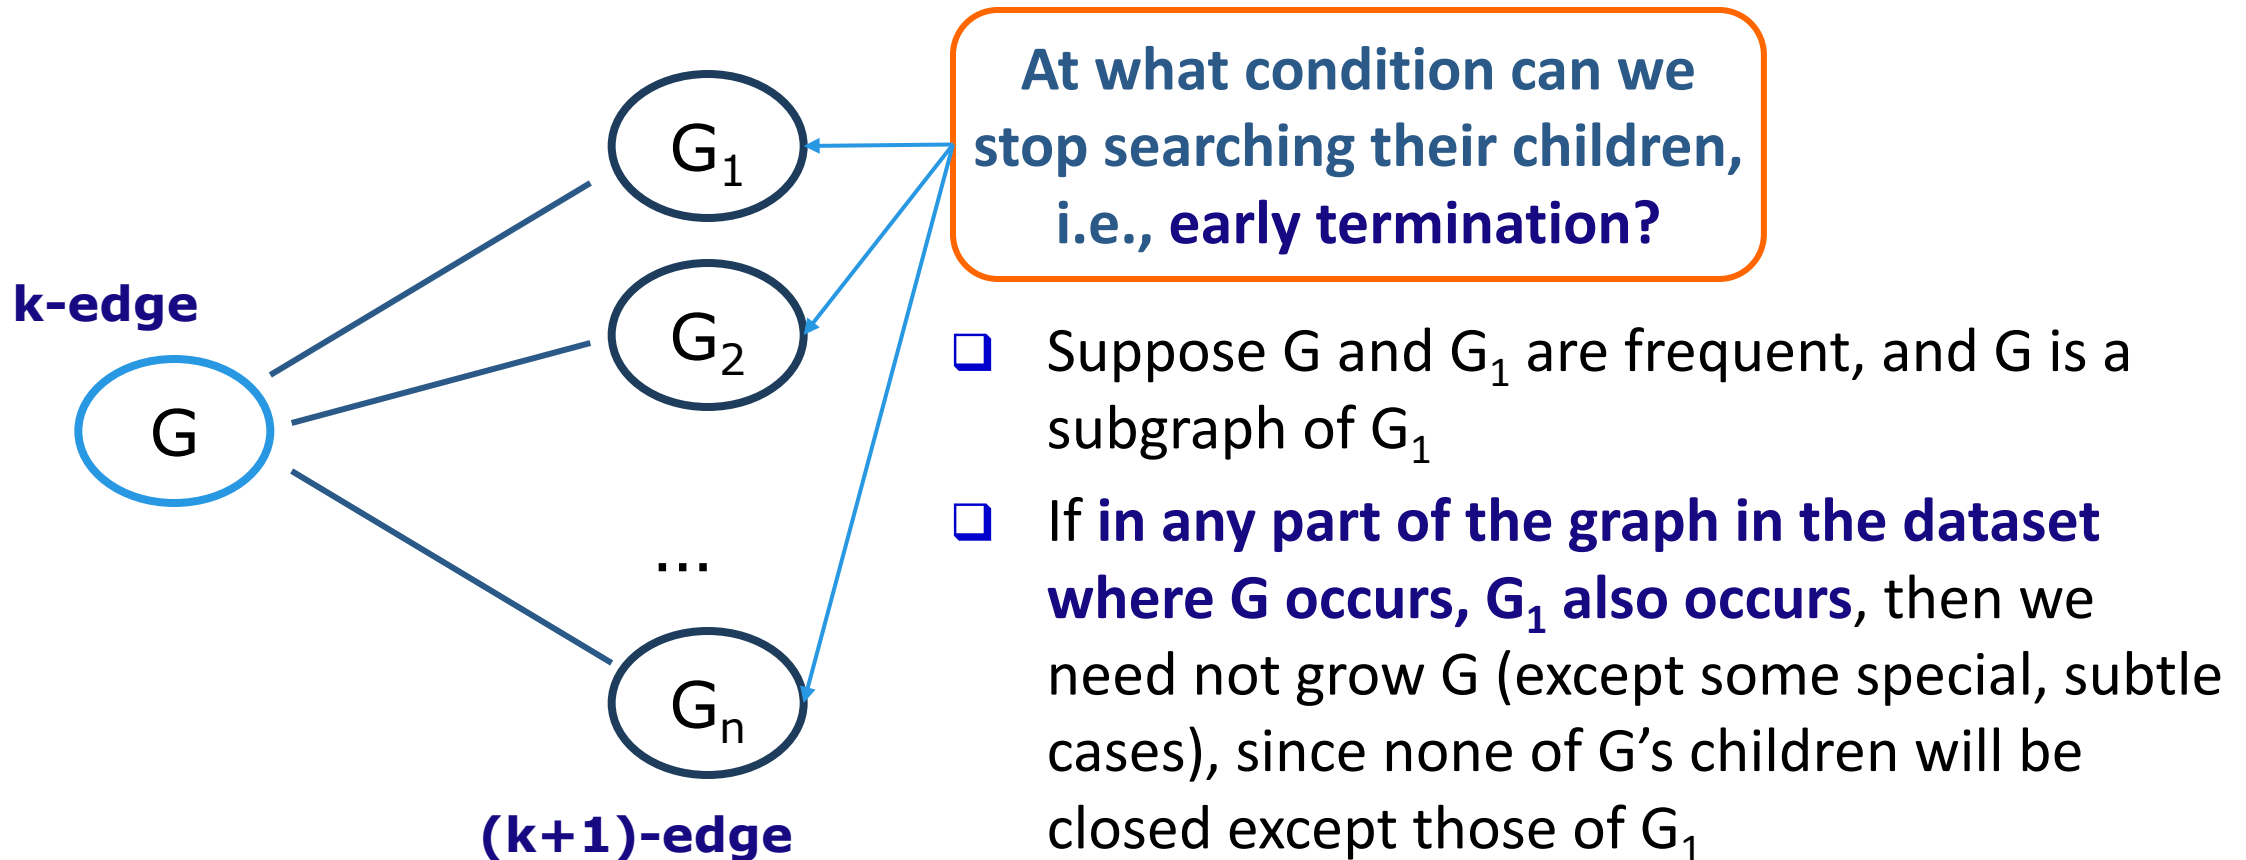 At what condition can we
stop searching their children,
i.e., early termination?
k-edge
G
G₁
G₂
...
Gₙ
(k+1)-edge
❑ Suppose G and G₁ are frequent, and G is a
subgraph of G₁
❑ If in any part of the graph in the dataset
where G occurs, G₁ also occurs, then we
need not grow G (except some special, subtle
cases), since none of G’s children will be
closed except those of G₁